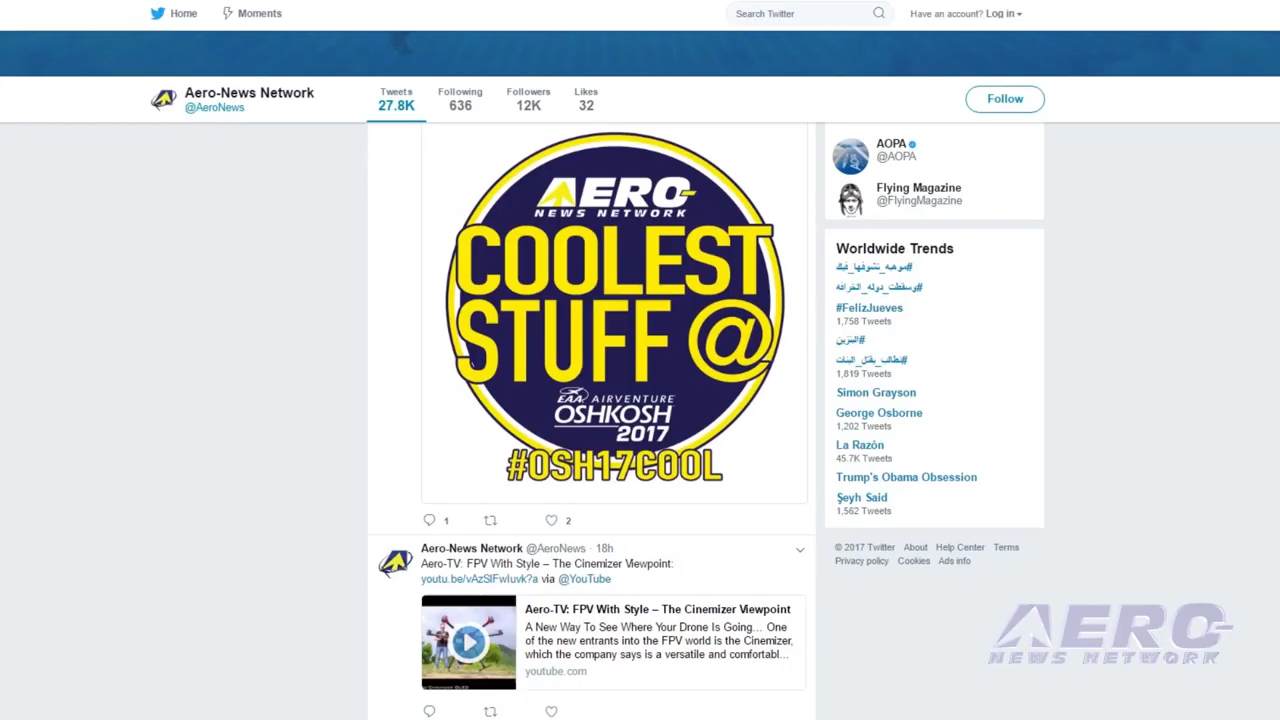 Home
Moments
Search Twitter
Have an account? Log in
Aero-News Network
@AeroNews
Tweets
27.8K
Following
636
Followers
12K
Likes
32
Follow
AERO
NEWS NETWORK
COOLEST
STUFF @
EAA AIRVENTURE
OSHKOSH
2017
#OSH17COOL
1
2
Aero-News Network @AeroNews · 18h
Aero-TV: FPV With Style – The Cinemizer Viewpoint:
youtu.be/vAzSIFwIuvk?a via @YouTube
Aero-TV: FPV With Style – The Cinemizer Viewpoint
A New Way To See Where Your Drone Is Going... One
of the new entrants into the FPV world is the Cinemizer,
which the company says is a versatile and comfortabl...
youtube.com
AOPA
@AOPA
Flying Magazine
@FlyingMagazine
Worldwide Trends
#موهبه_نشوفها_فيك
#وسقطت_دوله_الخرافه
#FelizJueves
1,758 Tweets
#البنزين
#نطالب_بقتل_البنات
1,819 Tweets
Simon Grayson
George Osborne
1,202 Tweets
La Razón
45.7K Tweets
Trump's Obama Obsession
Şeyh Said
1,562 Tweets
© 2017 Twitter About Help Center Terms
Privacy policy Cookies Ads info
AERO
NEWS NETWORK